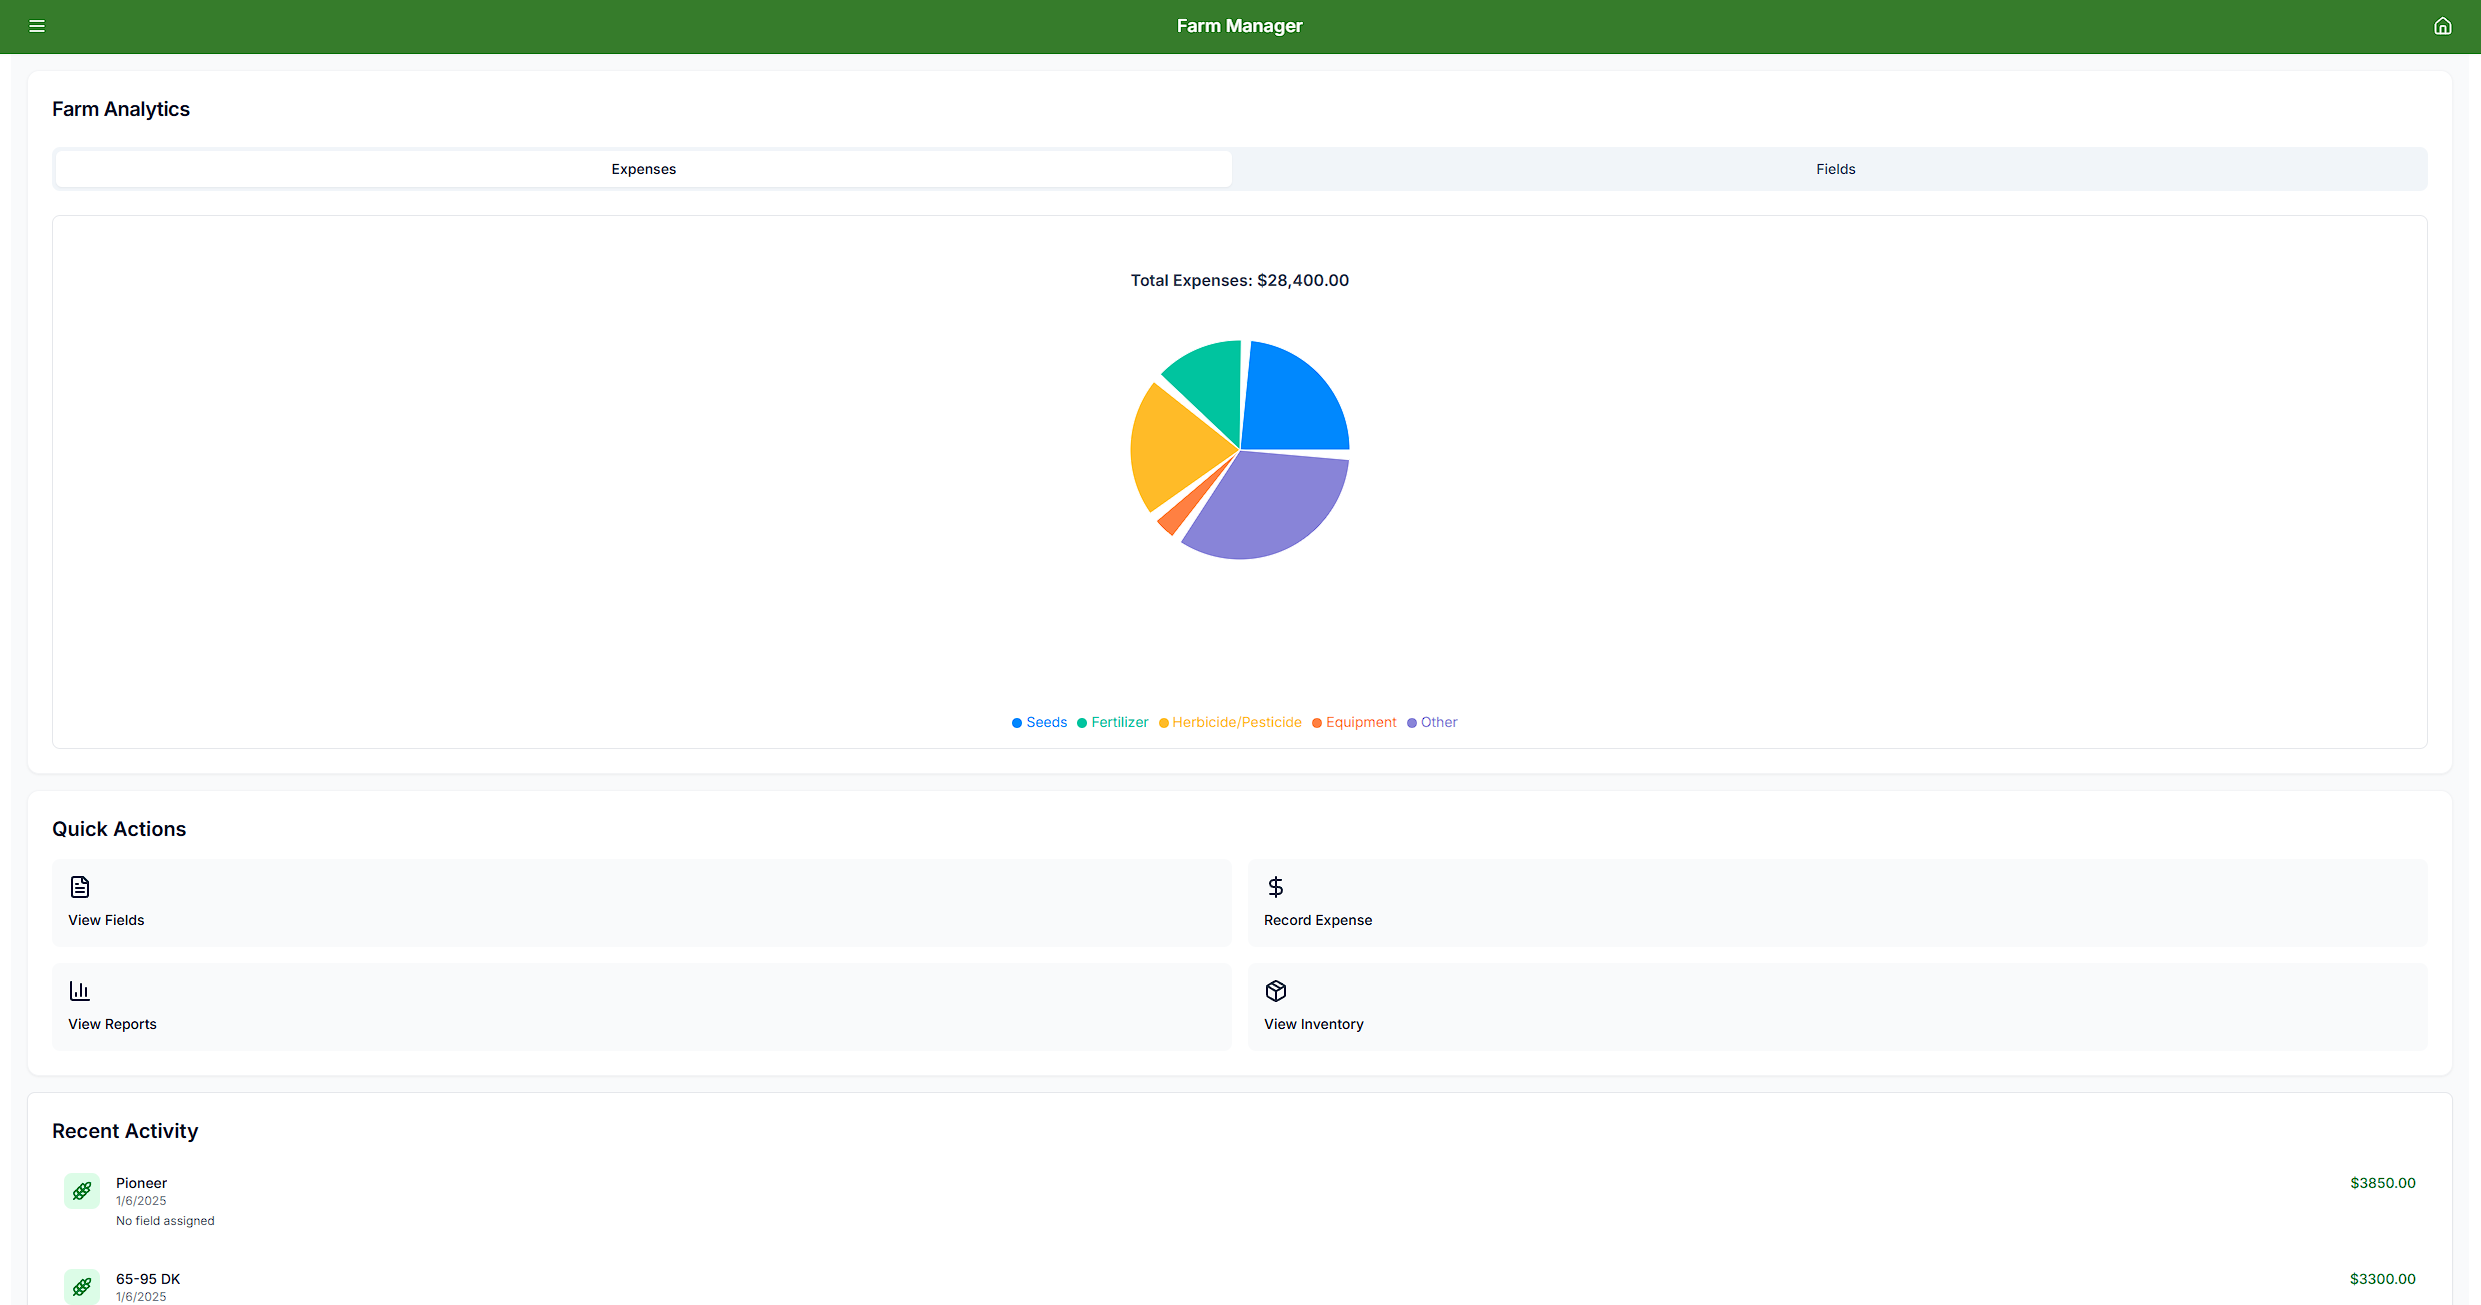 Farm Manager
Farm Analytics
Expenses
Fields
Total Expenses: $28,400.00
Seeds Fertilizer Herbicide/Pesticide Equipment Other
Quick Actions
View Fields
Record Expense
View Reports
View Inventory
Recent Activity
Pioneer
$3850.00
1/6/2025
No field assigned
65-95 DK
$3300.00
1/6/2025